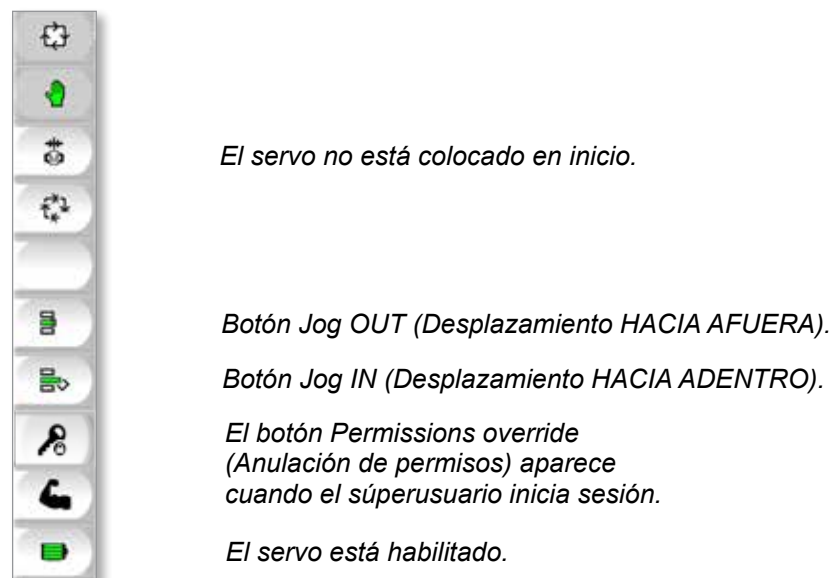 El servo no está colocado en inicio.
Botón Jog OUT (Desplazamiento HACIA AFUERA).
Botón Jog IN (Desplazamiento HACIA ADENTRO).
El botón Permissions override
(Anulación de permisos) aparece
cuando el súperusuario inicia sesión.
El servo está habilitado.